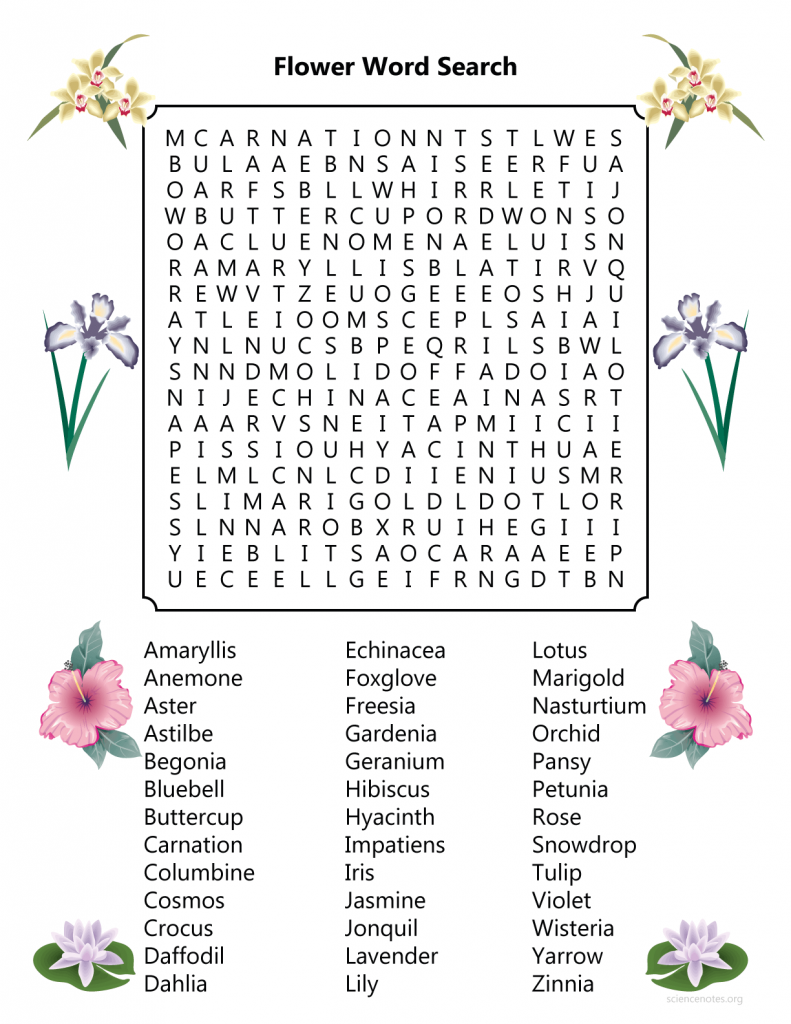 Flower Word Search
M C A R N A T I O N N T S T L W E S
B U L A A E B N S A I S E E R F U A
O A R F S B L L W H I R R L E T I J
W B U T T E R C U P O R D W O N S O
O A C L U E N O M E N A E L U I S N
R A M A R Y L L I S B L A T I R V Q
R E W V T Z E U O G E E E O S H J U
A T L E I O O M S C E P L S A I A I
Y N L N U C S B P E Q R I L S B W L
S N N D M O L I D O F F A D O I A O
N I J E C H I N A C E A I N A S R T
A A A R V S N E I T A P M I I C I I
P I S S I O U H Y A C I N T H U A E
E L M L C N L C D I I E N I U S M R
S L I M A R I G O L D L D O T L O R
S L N N A R O B X R U I H E G I I I
Y I E B L I T S A O C A R A A E E P
U E C E E L L G E I F R N G D T B N
Amaryllis Echinacea Lotus
Anemone Foxglove Marigold
Aster Freesia Nasturtium
Astilbe Gardenia Orchid
Begonia Geranium Pansy
Bluebell Hibiscus Petunia
Buttercup Hyacinth Rose
Carnation Impatiens Snowdrop
Columbine Iris Tulip
Cosmos Jasmine Violet
Crocus Jonquil Wisteria
Daffodil Lavender Yarrow
Dahlia Lily Zinnia
sciencenotes.org